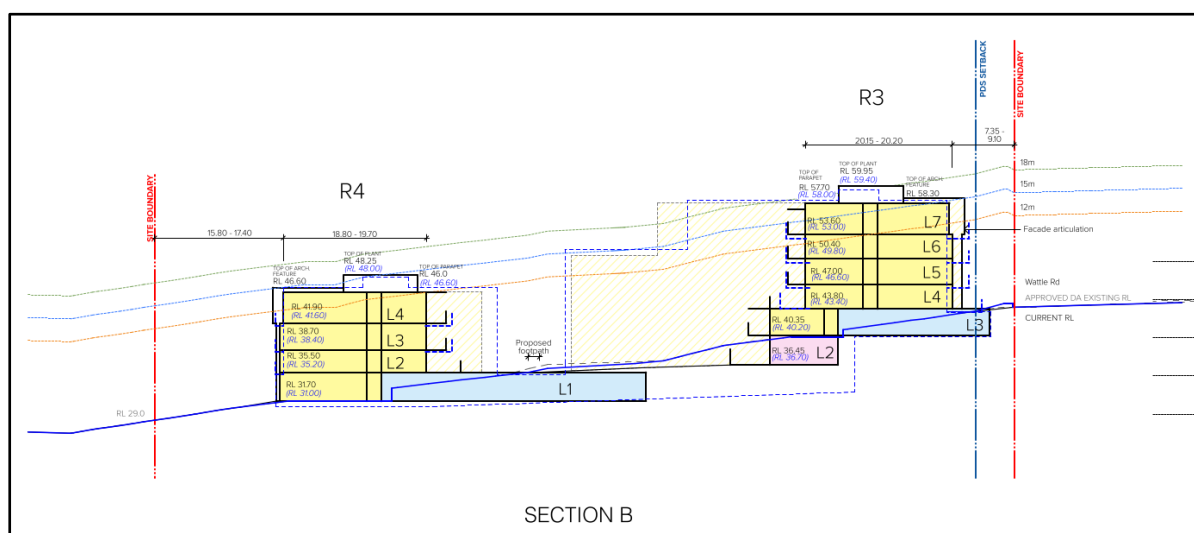 R3
PDS SETBACK
SITE BOUNDARY
7.35 -
9.10
20.15 - 20.20
18m
15m
12m
TOP OF PLANT
RL 59.95
(RL 59.40)
TOP OF
PARAPET
RL 57.70
(RL 58.00)
TOP OF ARCH.
FEATURE
RL 58.30
RL 53.60
(RL 53.00)
L7
Facade articulation
RL 50.40
(RL 49.80)
L6
RL 47.00
(RL 46.60)
L5
RL 43.80
(RL 43.40)
L4
Wattle Rd
APPROVED DA EXISTING RL
CURRENT RL
RL 40.35
(RL 40.20)
L3
RL 36.45
(RL 36.70)
L2
R4
SITE BOUNDARY
15.80 - 17.40
18.80 - 19.70
TOP OF PLANT
RL 48.25
(RL 48.00)
TOP OF ARCH.
FEATURE
RL 46.60
TOP OF PARAPET
RL 46.0
(RL 46.60)
RL 41.90
(RL 41.60)
L4
RL 38.70
(RL 38.40)
L3
RL 35.50
(RL 35.20)
L2
Proposed
footpath
RL 31.70
(RL 31.00)
L1
RL 29.0
SECTION B